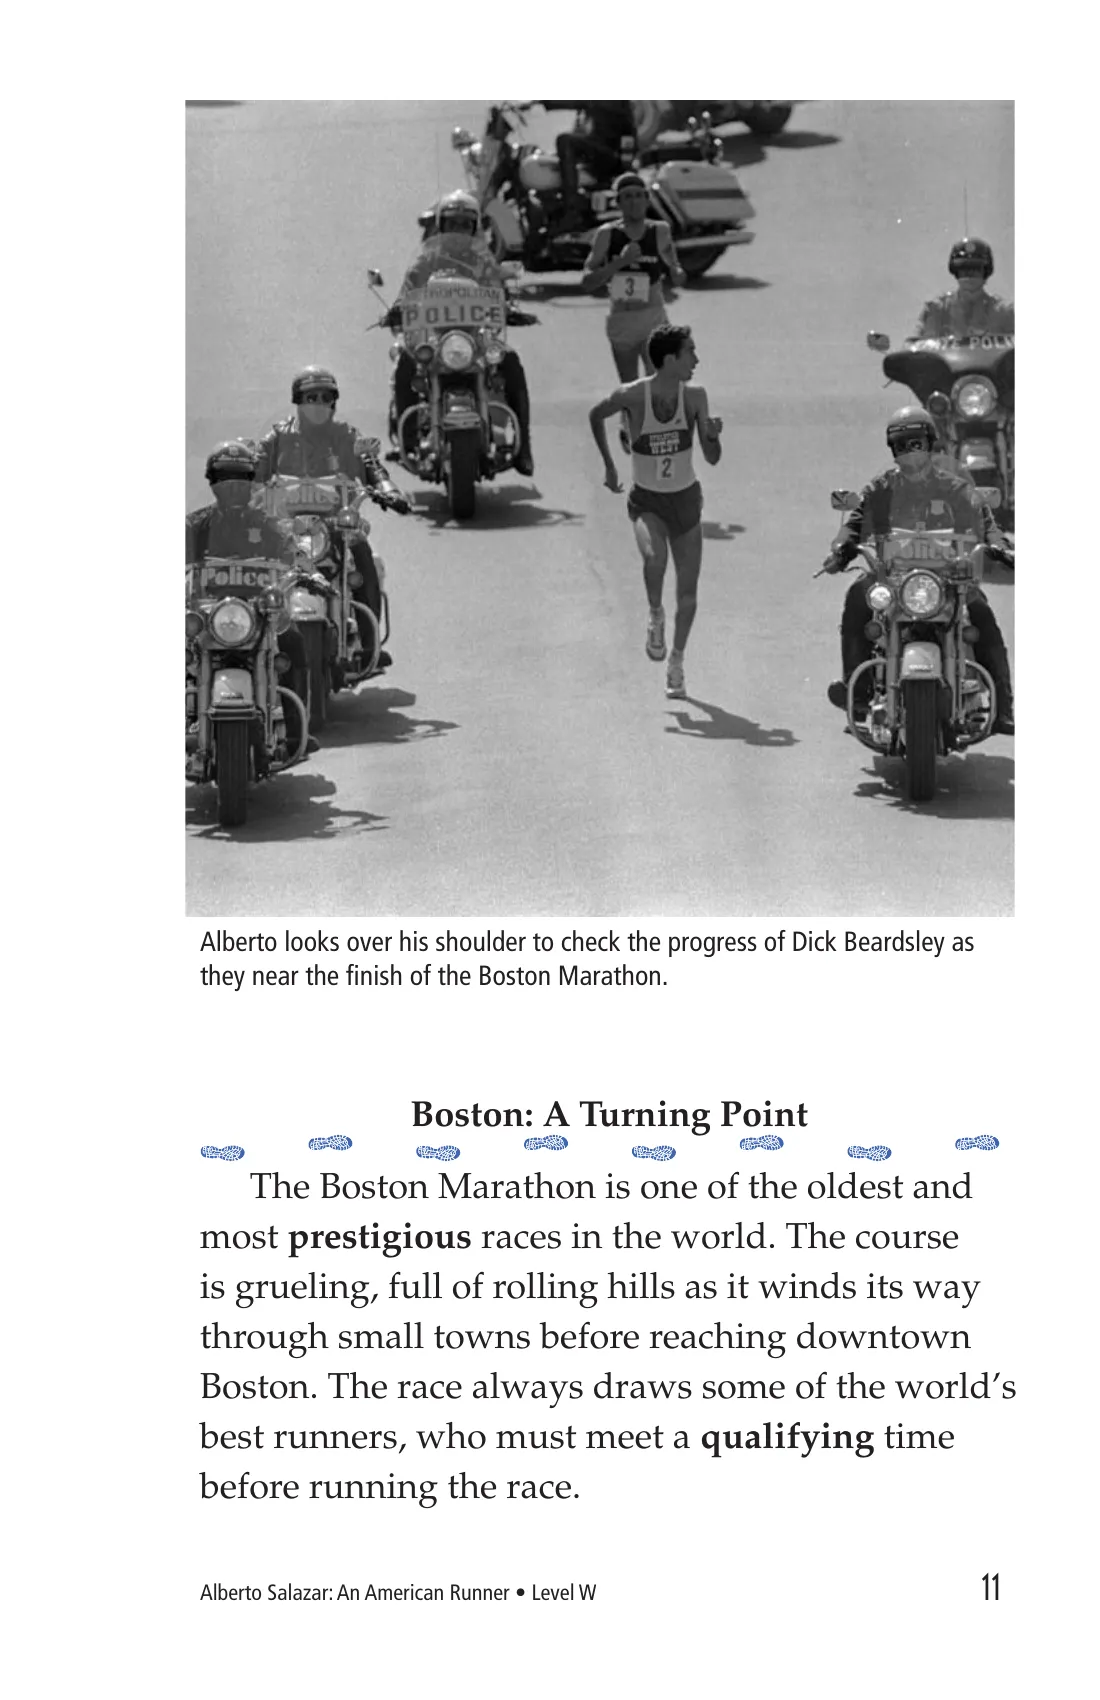 METROPOLITAN
POLICE
3
STATE POLI
ATHLETICS
WEST
2
Police
Police
Police
Alberto looks over his shoulder to check the progress of Dick Beardsley as
they near the finish of the Boston Marathon.
Boston: A Turning Point
The Boston Marathon is one of the oldest and
most prestigious races in the world. The course
is grueling, full of rolling hills as it winds its way
through small towns before reaching downtown
Boston. The race always draws some of the world’s
best runners, who must meet a qualifying time
before running the race.
Alberto Salazar: An American Runner • Level W
11